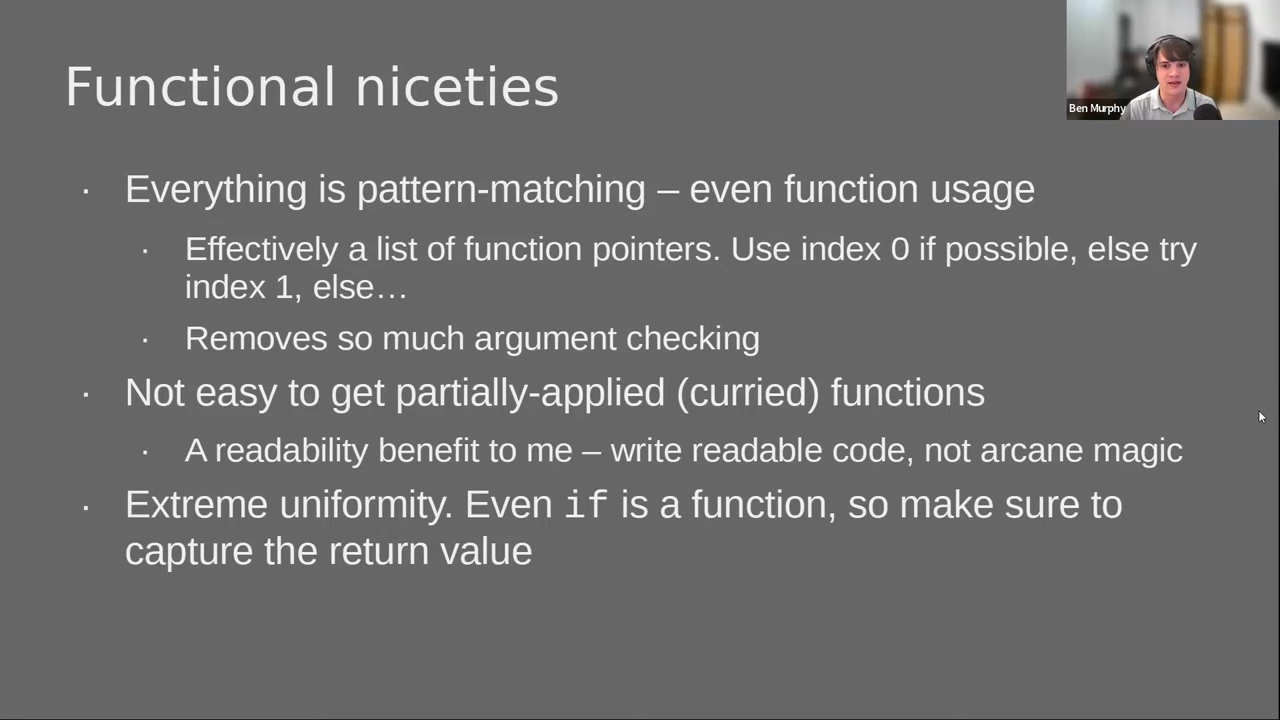 Functional niceties
Ben Murphy
· Everything is pattern-matching – even function usage
· Effectively a list of function pointers. Use index 0 if possible, else try
index 1, else…
· Removes so much argument checking
· Not easy to get partially-applied (curried) functions
· A readability benefit to me – write readable code, not arcane magic
· Extreme uniformity. Even if is a function, so make sure to
capture the return value